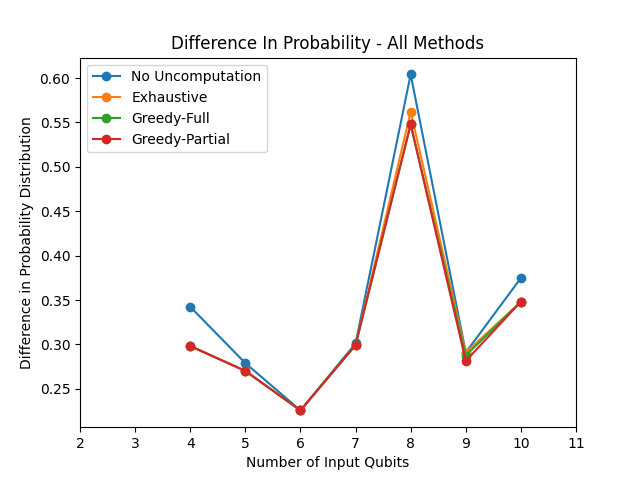 Difference In Probability - All Methods
No Uncomputation
Exhaustive
Greedy-Full
Greedy-Partial
Difference in Probability Distribution
0.60
0.55
0.50
0.45
0.40
0.35
0.30
0.25
2 3 4 5 6 7 8 9 10 11
Number of Input Qubits